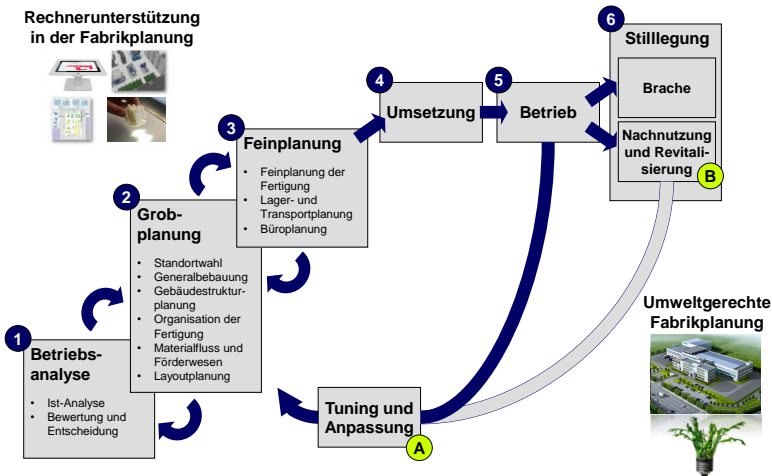 Rechnerunterstützung
in der Fabrikplanung
1
Betriebs-
analyse
• Ist-Analyse
• Bewertung und
Entscheidung
2
Grob-
planung
• Standortwahl
• Generalbebauung
• Gebäudestruktur-
planung
• Organisation der
Fertigung
• Materialfluss und
Förderwesen
• Layoutplanung
3
Feinplanung
• Feinplanung der
Fertigung
• Lager- und
Transportplanung
• Büroplanung
4
Umsetzung
5
Betrieb
6
Stilllegung
Brache
Nachnutzung
und Revitali-
sierung
B
Tuning und
Anpassung
A
Umweltgerechte
Fabrikplanung